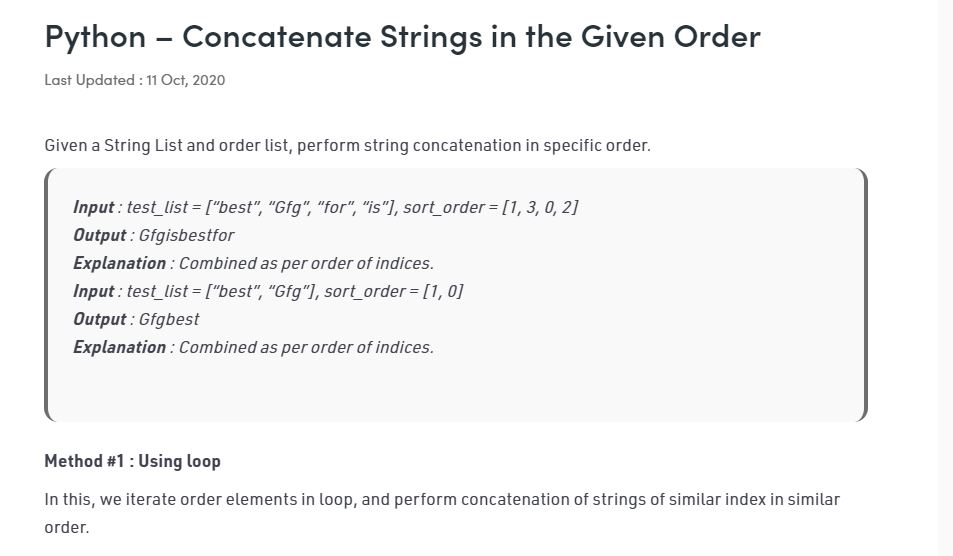 Python – Concatenate Strings in the Given Order
Last Updated : 11 Oct, 2020
Given a String List and order list, perform string concatenation in specific order.
Input : test_list = [“best”, “Gfg”, “for”, “is”], sort_order = [1, 3, 0, 2]
Output : Gfgisbestfor
Explanation : Combined as per order of indices.
Input : test_list = [“best”, “Gfg”], sort_order = [1, 0]
Output : Gfgbest
Explanation : Combined as per order of indices.
Method #1 : Using loop
In this, we iterate order elements in loop, and perform concatenation of strings of similar index in similar
order.